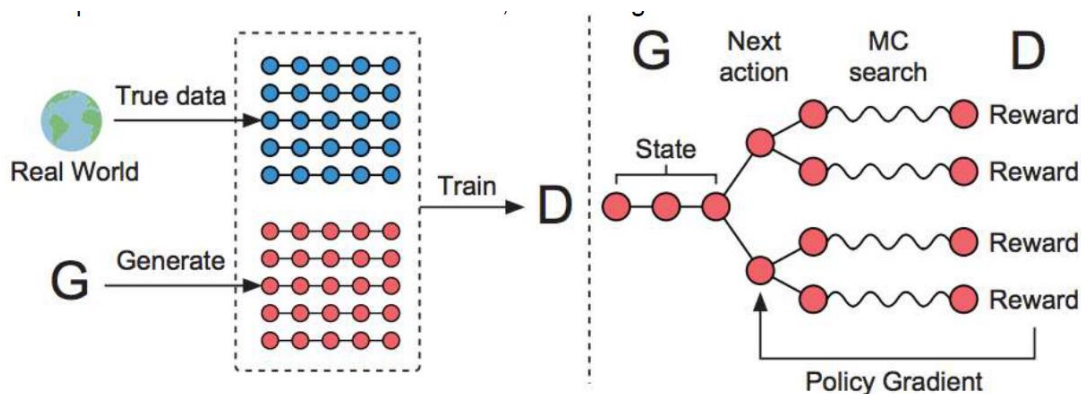 True data
Real World
G
Generate
Train
D
G
Next
action
MC
search
D
State
Reward
Reward
Reward
Reward
Policy Gradient